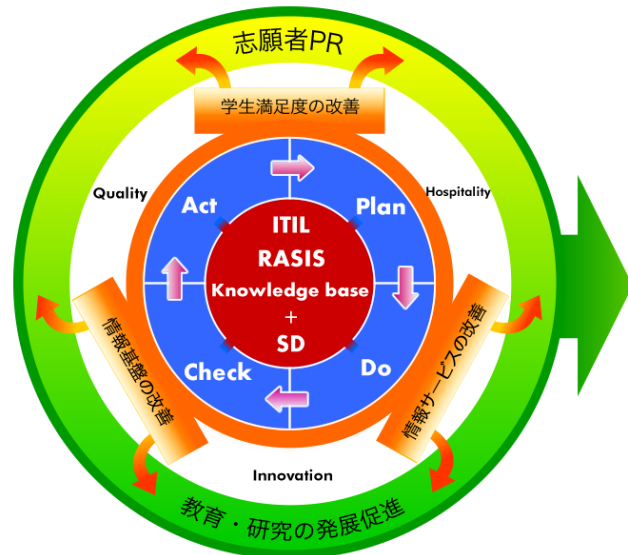 志願者PR
学生満足度の改善
Quality
Hospitality
Act
Plan
ITIL
RASIS
Knowledge base
+
SD
Check
Do
情報基盤の改善
情報サービスの改善
Innovation
教育・研究の発展促進